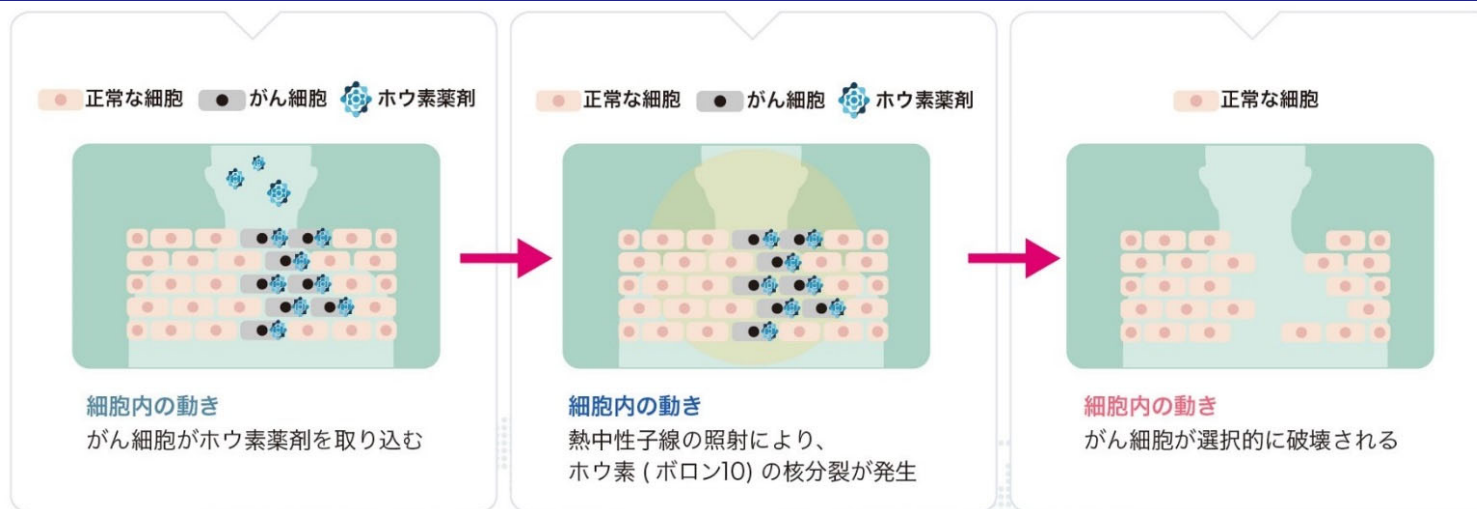 正常な細胞 がん細胞 ホウ素薬剤
細胞内の動き
がん細胞がホウ素薬剤を取り込む
正常な細胞 がん細胞 ホウ素薬剤
細胞内の動き
熱中性子線の照射により、
ホウ素 ( ボロン10) の核分裂が発生
正常な細胞
細胞内の動き
がん細胞が選択的に破壊される